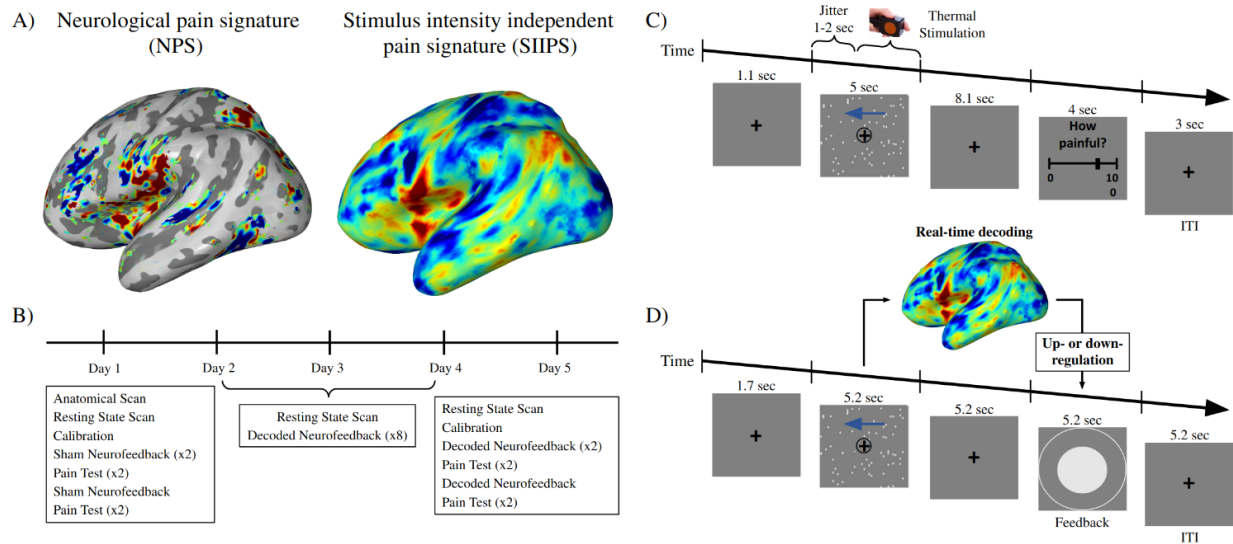 A)
Neurological pain signature
(NPS)
Stimulus intensity independent
pain signature (SIIPS)
B)
Day 1
Day 2
Day 3
Day 4
Day 5
Anatomical Scan
Resting State Scan
Calibration
Sham Neurofeedback (x2)
Pain Test (x2)
Sham Neurofeedback
Pain Test (x2)
Resting State Scan
Decoded Neurofeedback (x8)
Resting State Scan
Calibration
Decoded Neurofeedback (x2)
Pain Test (x2)
Decoded Neurofeedback
Pain Test (x2)
C)
Jitter
1-2 sec
Thermal
Stimulation
Time
1.1 sec
5 sec
8.1 sec
4 sec
3 sec
How
painful?
0
10
0
ITI
Real-time decoding
D)
Up- or down-
regulation
Time
1.7 sec
5.2 sec
5.2 sec
5.2 sec
5.2 sec
Feedback
ITI